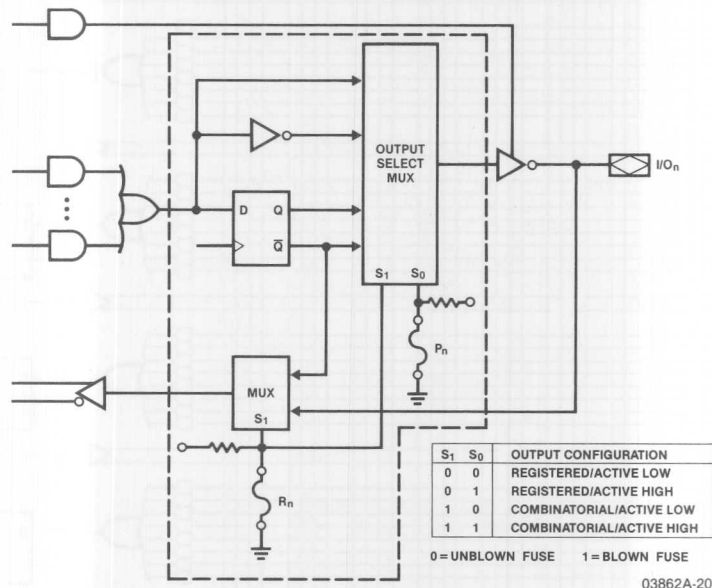 OUTPUT
SELECT
MUX
I/Oₙ
D Q
Q̅
S₁ S₀
Pₙ
MUX
S₁
Rₙ
S₁ S₀ OUTPUT CONFIGURATION
0 0 REGISTERED/ACTIVE LOW
0 1 REGISTERED/ACTIVE HIGH
1 0 COMBINATORIAL/ACTIVE LOW
1 1 COMBINATORIAL/ACTIVE HIGH
0 = UNBLOWN FUSE 1 = BLOWN FUSE
03862A-20